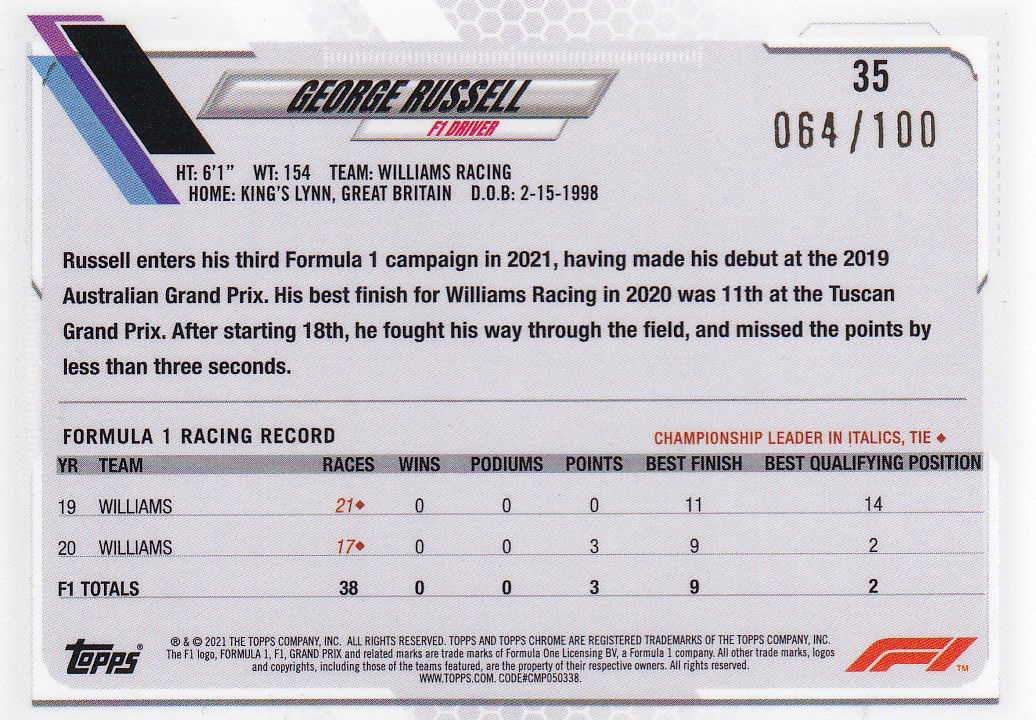 35
GEORGE RUSSELL
064/100
F1 DRIVER
HT: 6'1" WT: 154 TEAM: WILLIAMS RACING
HOME: KING'S LYNN, GREAT BRITAIN D.O.B: 2-15-1998
Russell enters his third Formula 1 campaign in 2021, having made his debut at the 2019
Australian Grand Prix. His best finish for Williams Racing in 2020 was 11th at the Tuscan
Grand Prix. After starting 18th, he fought his way through the field, and missed the points by
less than three seconds.
FORMULA 1 RACING RECORD CHAMPIONSHIP LEADER IN ITALICS, TIE ♦
YR TEAM RACES WINS PODIUMS POINTS BEST FINISH BEST QUALIFYING POSITION
19 WILLIAMS 21♦ 0 0 0 11 14
20 WILLIAMS 17♦ 0 0 3 9 2
F1 TOTALS 38 0 0 3 9 2
® & © 2021 THE TOPPS COMPANY, INC. ALL RIGHTS RESERVED. TOPPS AND TOPPS CHROME ARE REGISTERED TRADEMARKS OF THE TOPPS COMPANY, INC.
The F1 logo, FORMULA 1, F1, GRAND PRIX and related marks are trade marks of Formula One Licensing BV, a Formula 1 company. All other trade marks, logos
and copyrights, including those of the teams featured, are the property of their respective owners. All rights reserved.
WWW.TOPPS.COM. CODE#CMP050338.
TOPPS®
F1™